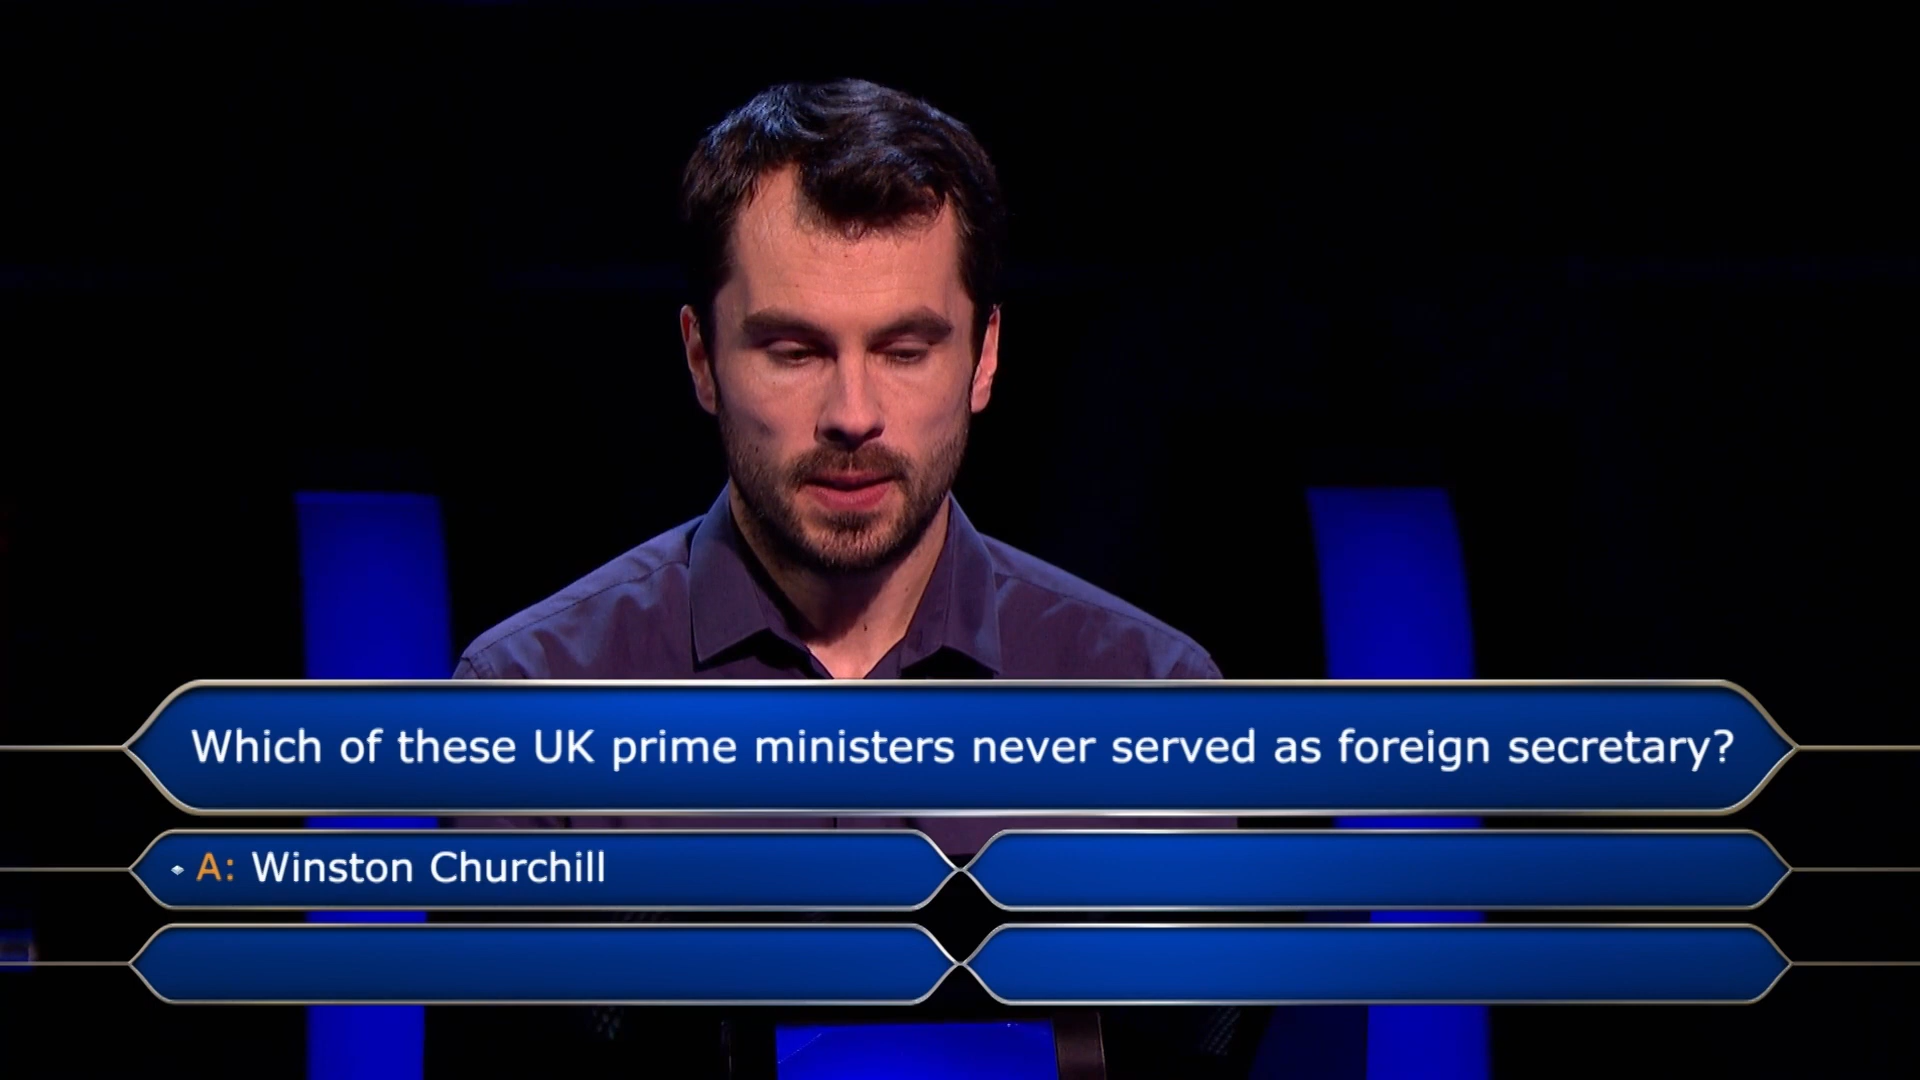 Which of these UK prime ministers never served as foreign secretary?
A: Winston Churchill